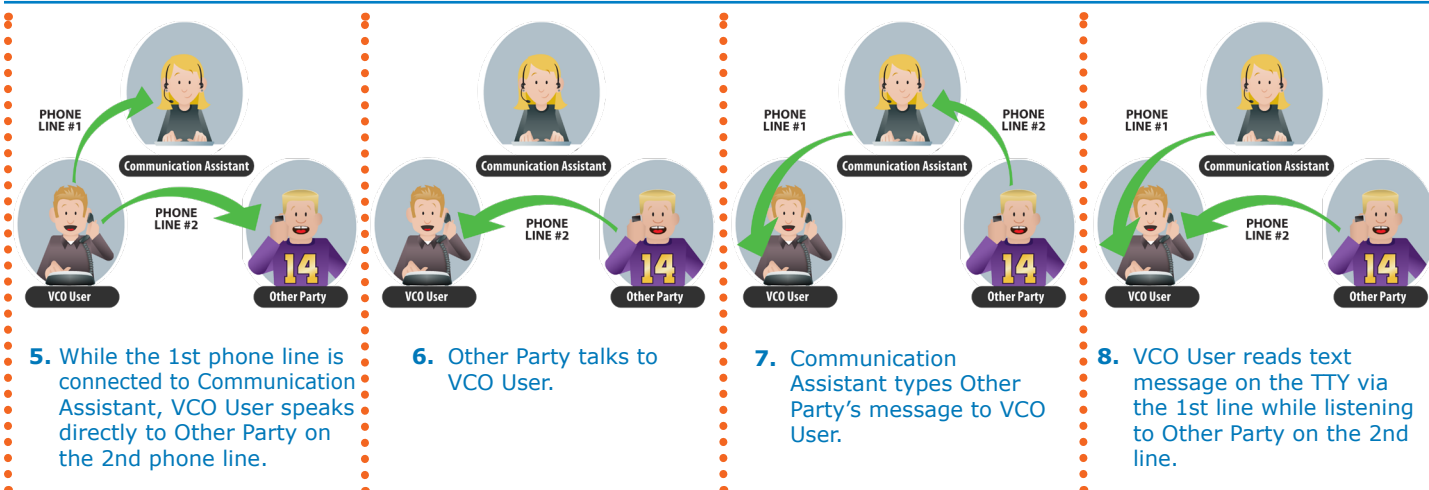 PHONE
LINE #1
Communication Assistant
PHONE
LINE #2
VCO User
Other Party
5. While the 1st phone line is
connected to Communication
Assistant, VCO User speaks
directly to Other Party on
the 2nd phone line.
Communication Assistant
PHONE
LINE #2
14
VCO User
Other Party
6. Other Party talks to
VCO User.
PHONE
LINE #1
PHONE
LINE #2
Communication Assistant
14
VCO User
Other Party
7. Communication
Assistant types Other
Party's message to VCO
User.
PHONE
LINE #1
Communication Assistant
PHONE
LINE #2
14
VCO User
Other Party
8. VCO User reads text
message on the TTY via
the 1st line while listening
to Other Party on the 2nd
line.
14